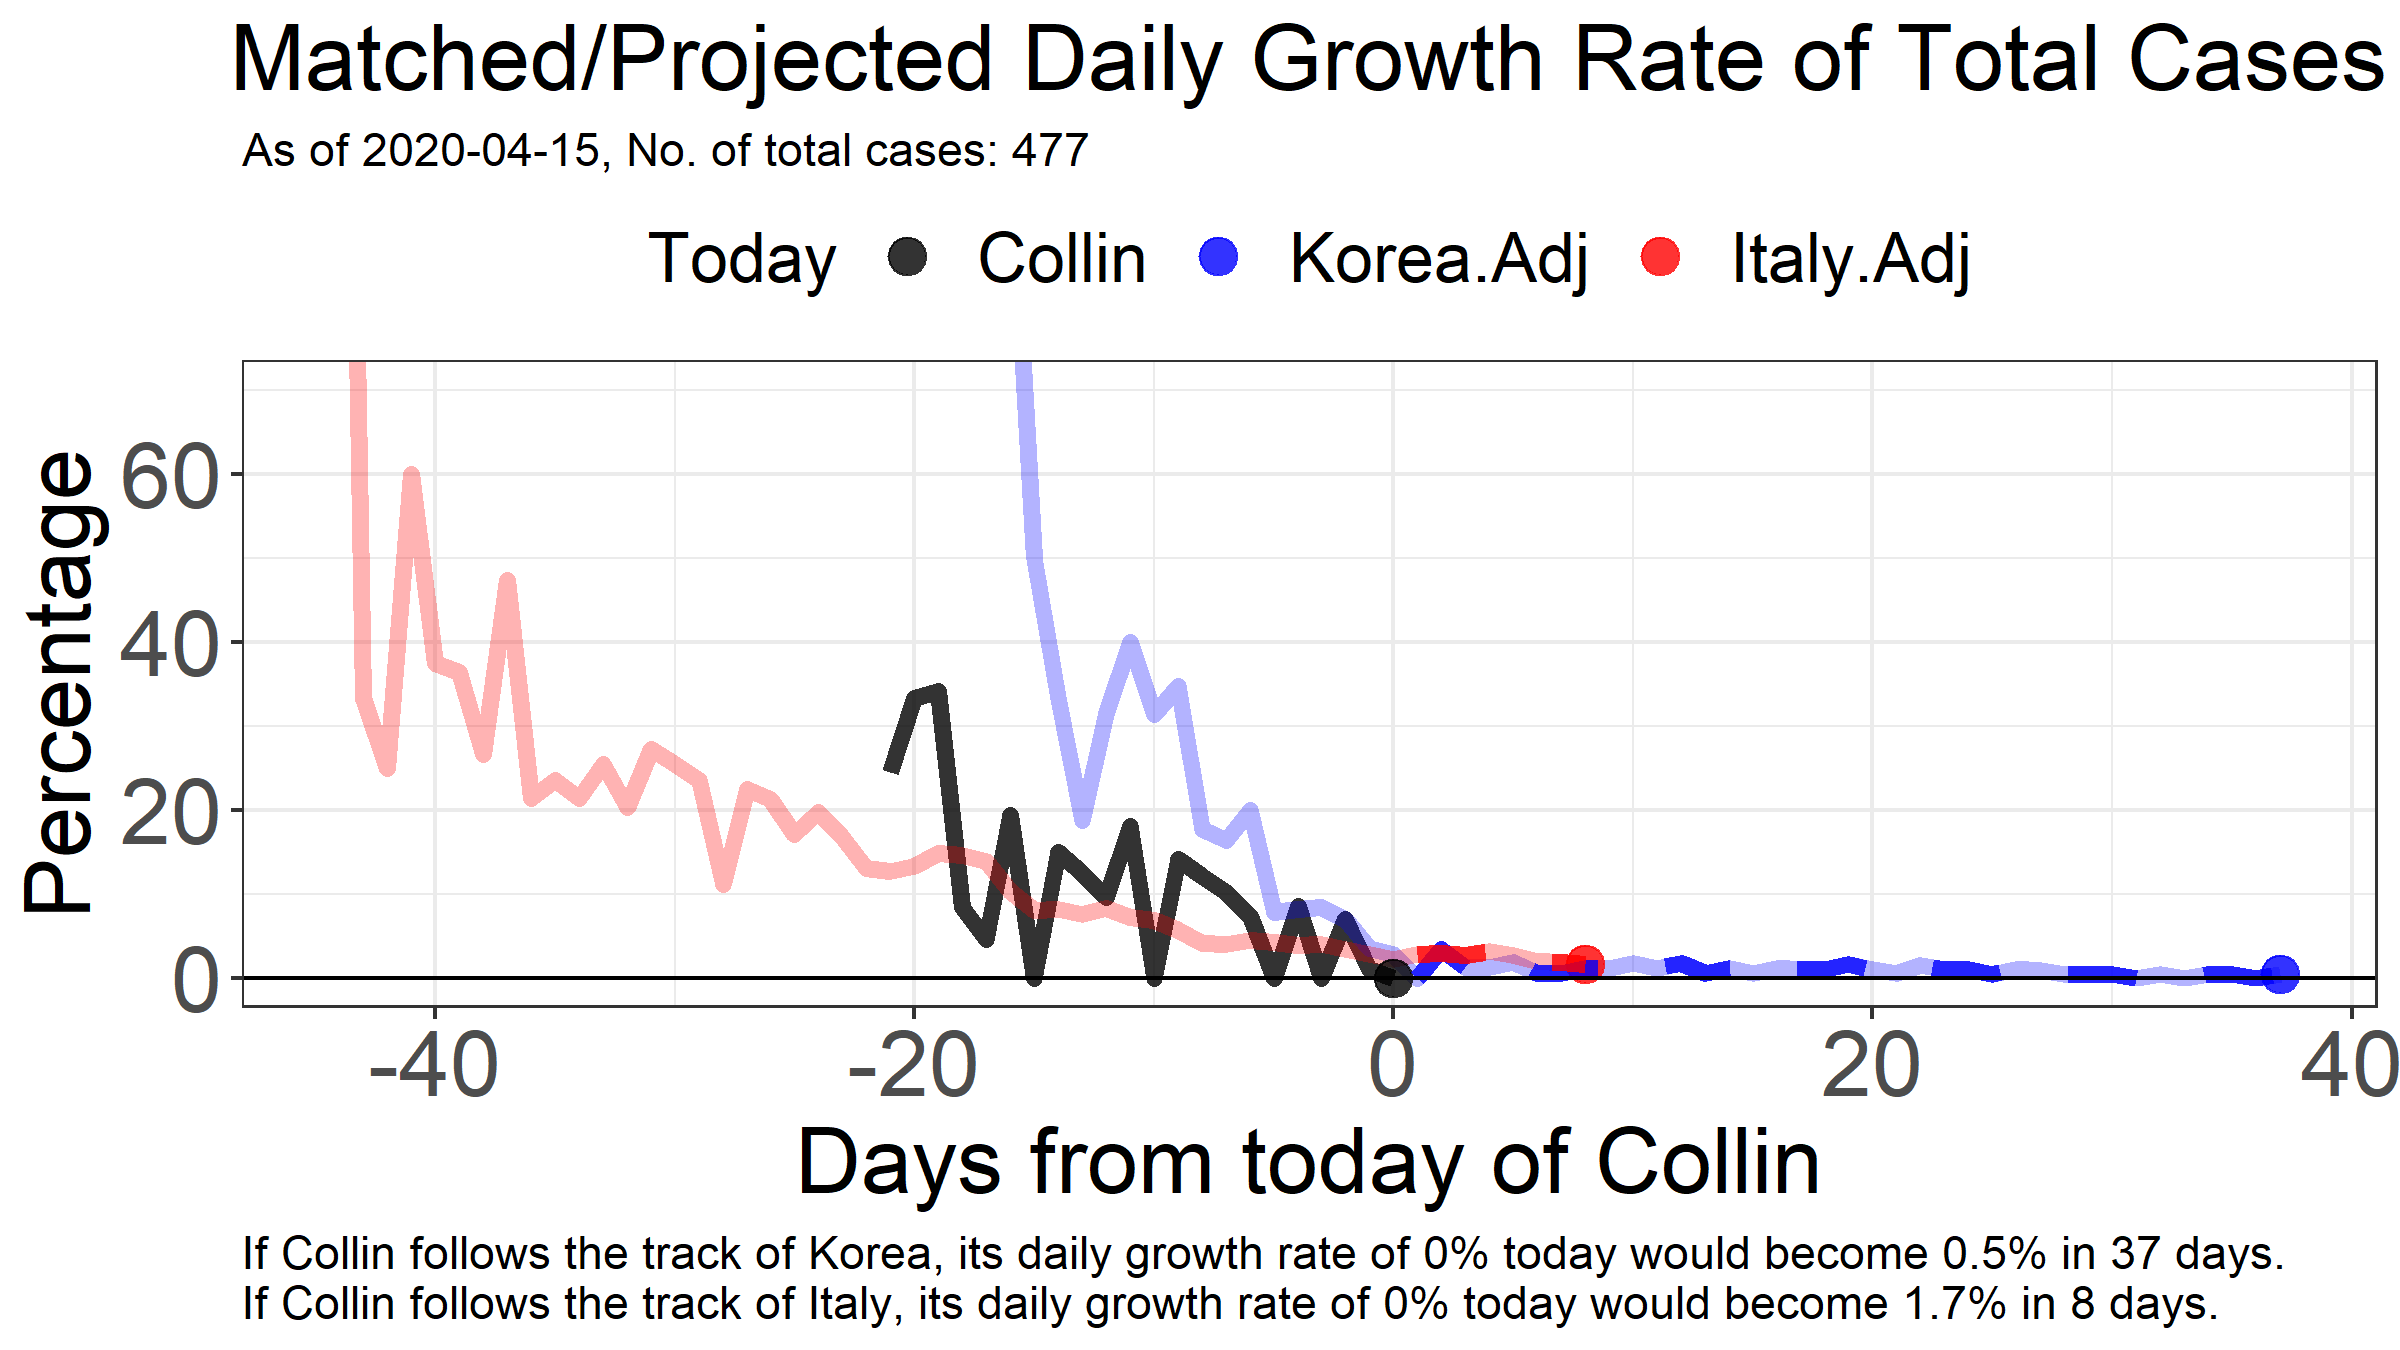 Matched/Projected Daily Growth Rate of Total Cases
As of 2020-04-15, No. of total cases: 477
Today Collin Korea.Adj Italy.Adj
Percentage
60
40
20
0
-40 -20 0 20 40
Days from today of Collin
If Collin follows the track of Korea, its daily growth rate of 0% today would become 0.5% in 37 days.
If Collin follows the track of Italy, its daily growth rate of 0% today would become 1.7% in 8 days.